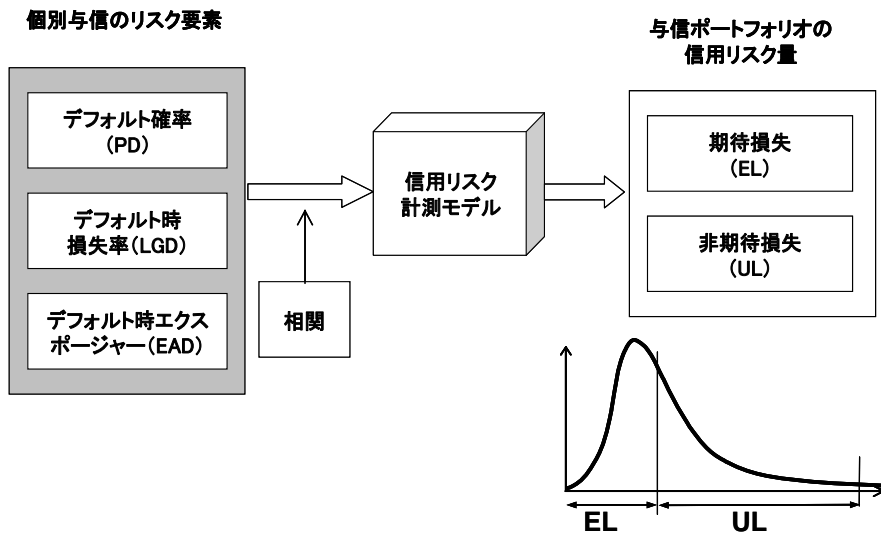 個別与信のリスク要素
デフォルト確率
(PD)
デフォルト時
損失率(LGD)
デフォルト時エクス
ポージャー(EAD)
相関
信用リスク
計測モデル
与信ポートフォリオの
信用リスク量
期待損失
(EL)
非期待損失
(UL)
EL
UL